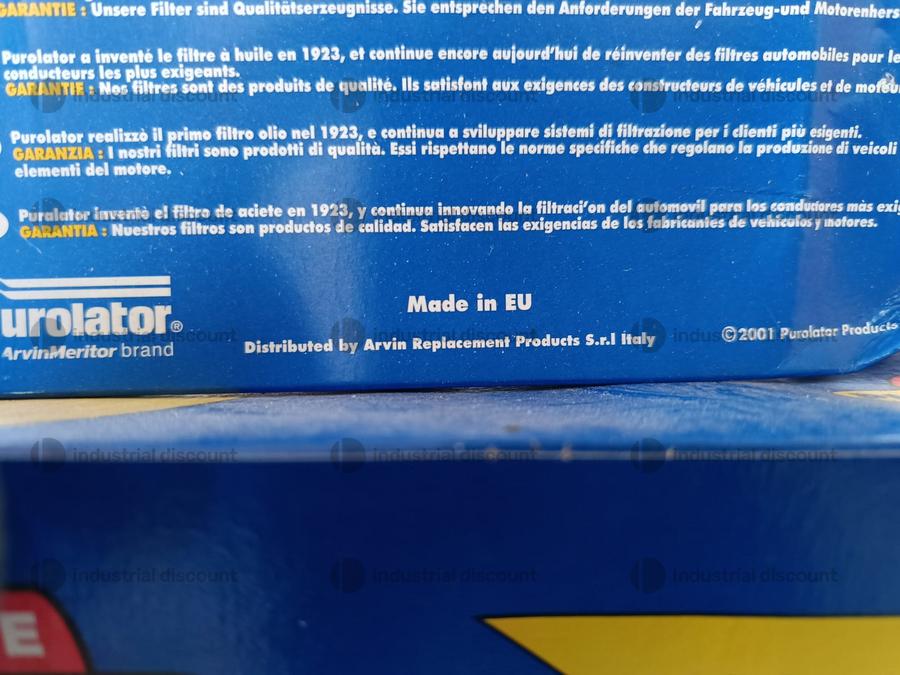 GARANTIE : Unsere Filter sind Qualitätserzeugnisse. Sie entsprechen den Anforderungen der Fahrzeug-und Motorenhers
Purolator a inventé le filtre à huile en 1923, et continue encore aujourd'hui de réinventer des filtres automobiles pour le
conducteurs les plus exigeants.
GARANTIE : Nos filtres sont des produits de qualité. Ils satisfont aux exigences des constructeurs de véhicules et de moteu
Purolator realizzò il primo filtro olio nel 1923, e continua a sviluppare sistemi di filtrazione per i clienti più esigenti.
GARANZIA : I nostri filtri sono prodotti di qualità. Essi rispettano le norme specifiche che regolano la produzione di veicoli
elementi del motore.
Puralator inventò el filtro de aciete en 1923, y continua innovando la filtraci'on del automovil para los conductores màs exig
GARANTIA : Nuestros filtros son productos de calidad. Satisfacen las exigencias de los fabricantes de vehiculos y motores.
urolator®
ArvinMeritor brand
Made in EU
Distributed by Arvin Replacement Products S.r.l Italy
©2001 Purolator Products
E
industrial discount